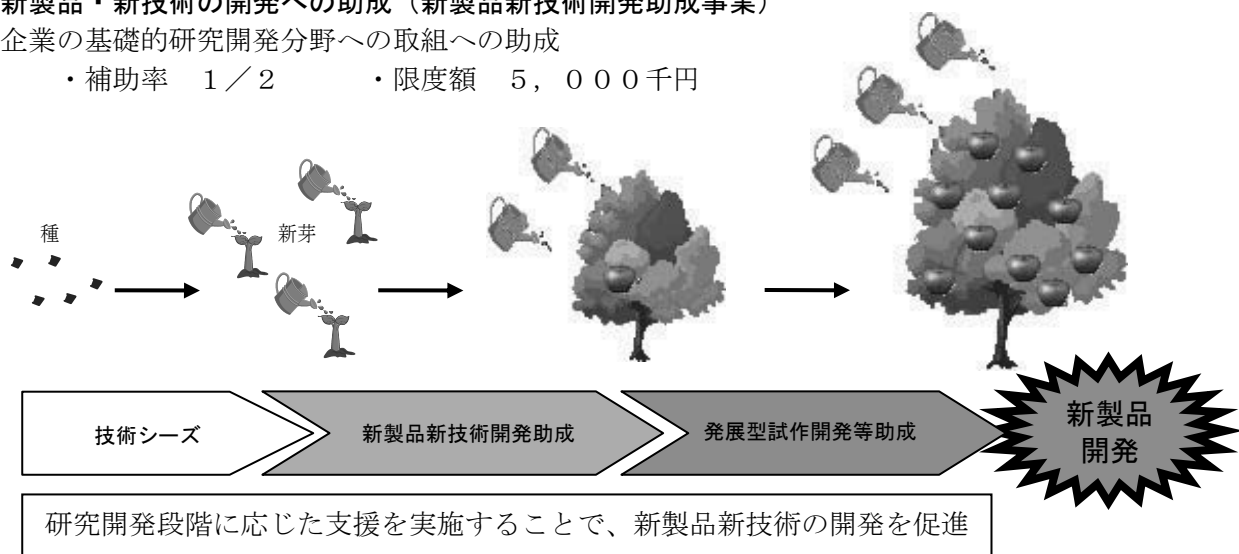 新製品・新技術の開発への助成（新製品新技術開発助成事業）
企業の基礎的研究開発分野への取組への助成
・補助率　１／２　　・限度額　５，０００千円
種
新芽
技術シーズ
新製品新技術開発助成
発展型試作開発等助成
新製品
開発
研究開発段階に応じた支援を実施することで、新製品新技術の開発を促進